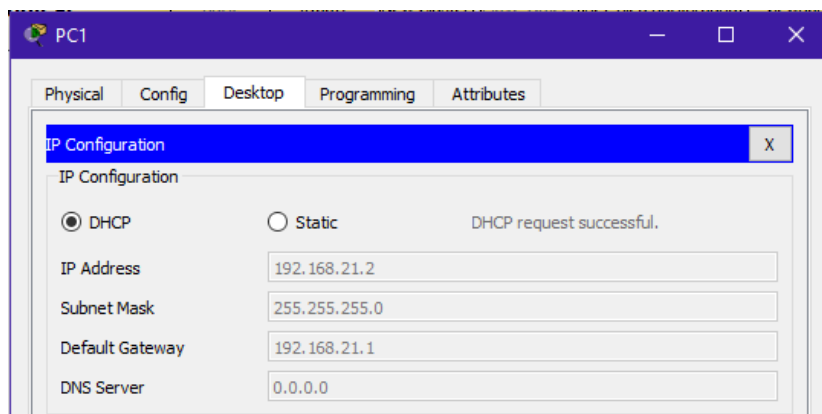 PC1
Physical Config Desktop Programming Attributes
IP Configuration X
IP Configuration
DHCP Static DHCP request successful.
IP Address 192.168.21.2
Subnet Mask 255.255.255.0
Default Gateway 192.168.21.1
DNS Server 0.0.0.0